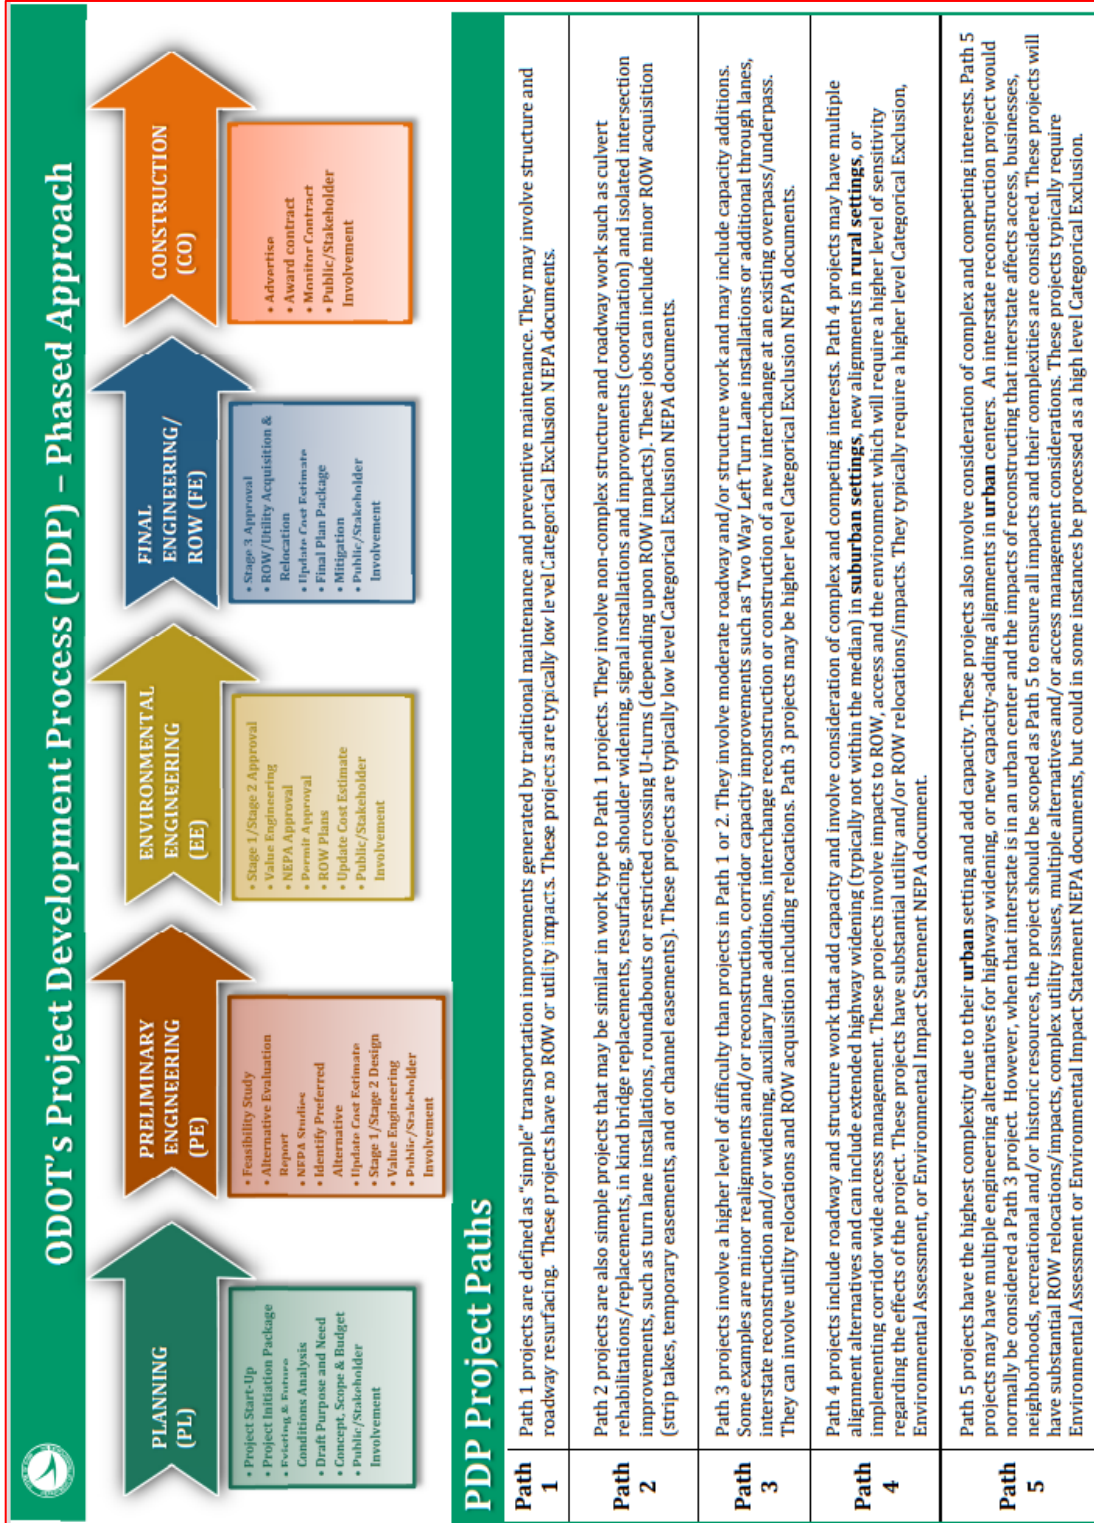 ODOT's Project Development Process (PDP) – Phased Approach
PLANNING
(PL)
• Project Start-Up
• Project Initiation Package
• Existing & Future
Conditions Analysis
• Draft Purpose and Need
• Concept, Scope & Budget
• Public/Stakeholder
Involvement
PRELIMINARY
ENGINEERING
(PE)
• Feasibility Study
• Alternative Evaluation
Report
• NEPA Studies
• Identify Preferred
Alternative
• Update Cost Estimate
• Stage 1/Stage 2 Design
• Value Engineering
• Public/Stakeholder
Involvement
ENVIRONMENTAL
ENGINEERING
(EE)
• Stage 1/Stage 2 Approval
• Value Engineering
• NEPA Approval
• Permit Approval
• ROW Plans
• Update Cost Estimate
• Public/Stakeholder
Involvement
FINAL
ENGINEERING/
ROW (FE)
• Stage 3 Approval
• ROW/Utility Acquisition &
Relocation
• Update Cost Estimate
• Final Plan Package
• Mitigation
• Public/Stakeholder
Involvement
CONSTRUCTION
(CO)
• Advertise
• Award contract
• Monitor Contract
• Public/Stakeholder
Involvement
PDP Project Paths
Path
1
Path 1 projects are defined as “simple” transportation improvements generated by traditional maintenance and preventive maintenance. They may involve structure and
roadway resurfacing. These projects have no ROW or utility impacts. These projects are typically low level Categorical Exclusion NEPA documents.
Path
2
Path 2 projects are also simple projects that may be similar in work type to Path 1 projects. They involve non-complex structure and roadway work such as culvert
rehabilitations/replacements, in kind bridge replacements, resurfacing, shoulder widening, signal installations and improvements (coordination) and isolated intersection
improvements, such as turn lane installations, roundabouts or restricted crossing U-turns (depending upon ROW impacts). These jobs can include minor ROW acquisition
(strip takes, temporary easements, and or channel easements). These projects are typically low level Categorical Exclusion NEPA documents.
Path
3
Path 3 projects involve a higher level of difficulty than projects in Path 1 or 2. They involve moderate roadway and/or structure work and may include capacity additions.
Some examples are minor realignments and/or reconstruction, corridor capacity improvements such as Two Way Left Turn Lane installations or additional through lanes,
interstate reconstruction and/or widening, auxiliary lane additions, interchange reconstruction or construction of a new interchange at an existing overpass/underpass.
They can involve utility relocations and ROW acquisition including relocations. Path 3 projects may be higher level Categorical Exclusion NEPA documents.
Path
4
Path 4 projects include roadway and structure work that add capacity and involve consideration of complex and competing interests. Path 4 projects may have multiple
alignment alternatives and can include extended highway widening (typically not within the median) in suburban settings, new alignments in rural settings, or
implementing corridor wide access management. These projects involve impacts to ROW, access and the environment which will require a higher level of sensitivity
regarding the effects of the project. These projects have substantial utility and/or ROW relocations/impacts. They typically require a higher level Categorical Exclusion,
Environmental Assessment, or Environmental Impact Statement NEPA document.
Path
5
Path 5 projects have the highest complexity due to their urban setting and add capacity. These projects also involve consideration of complex and competing interests. Path 5
projects may have multiple engineering alternatives for highway widening, or new capacity-adding alignments in urban centers. An interstate reconstruction project would
normally be considered a Path 3 project. However, when that interstate is in an urban center and the impacts of reconstructing that interstate affects access, businesses,
neighborhoods, recreational and/or historic resources, the project should be scoped as Path 5 to ensure all impacts and their complexities are considered. These projects will
have substantial ROW relocations/impacts, complex utility issues, multiple alternatives and/or access management considerations. These projects typically require
Environmental Assessment or Environmental Impact Statement NEPA documents, but could in some instances be processed as a high level Categorical Exclusion.